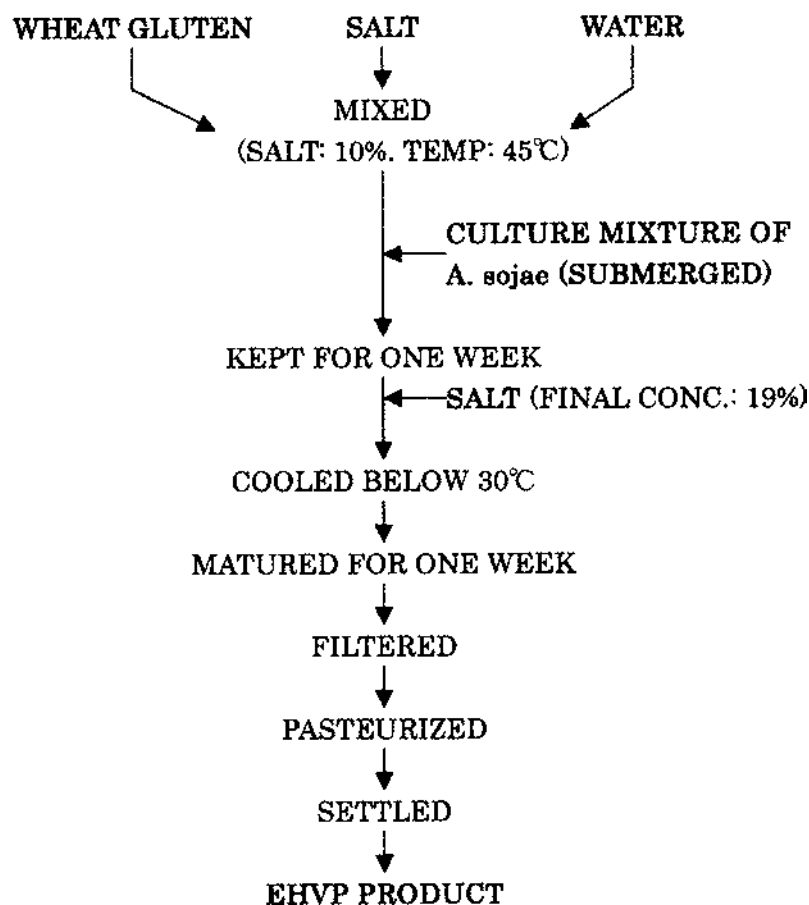 WHEAT GLUTEN SALT WATER
MIXED
(SALT: 10%. TEMP: 45℃)
CULTURE MIXTURE OF
A. sojae (SUBMERGED)
KEPT FOR ONE WEEK
SALT (FINAL CONC.: 19%)
COOLED BELOW 30℃
MATURED FOR ONE WEEK
FILTERED
PASTEURIZED
SETTLED
EHVP PRODUCT